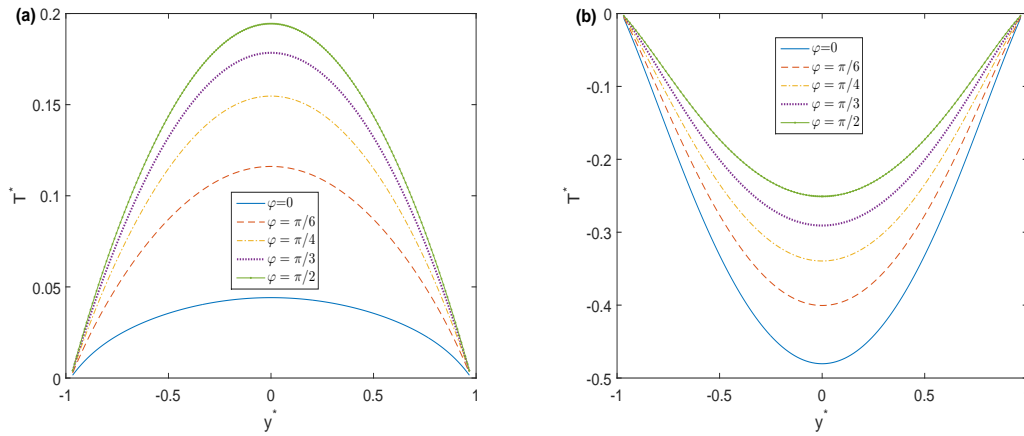 (a)
0.2
0.15
0.1
0.05
0
T*
φ=0
φ = π/6
φ = π/4
φ = π/3
φ = π/2
-1
-0.5
0
0.5
1
y*
(b)
0
-0.1
-0.2
-0.3
-0.4
-0.5
T*
φ=0
φ = π/6
φ = π/4
φ = π/3
φ = π/2
-1
-0.5
0
0.5
y*